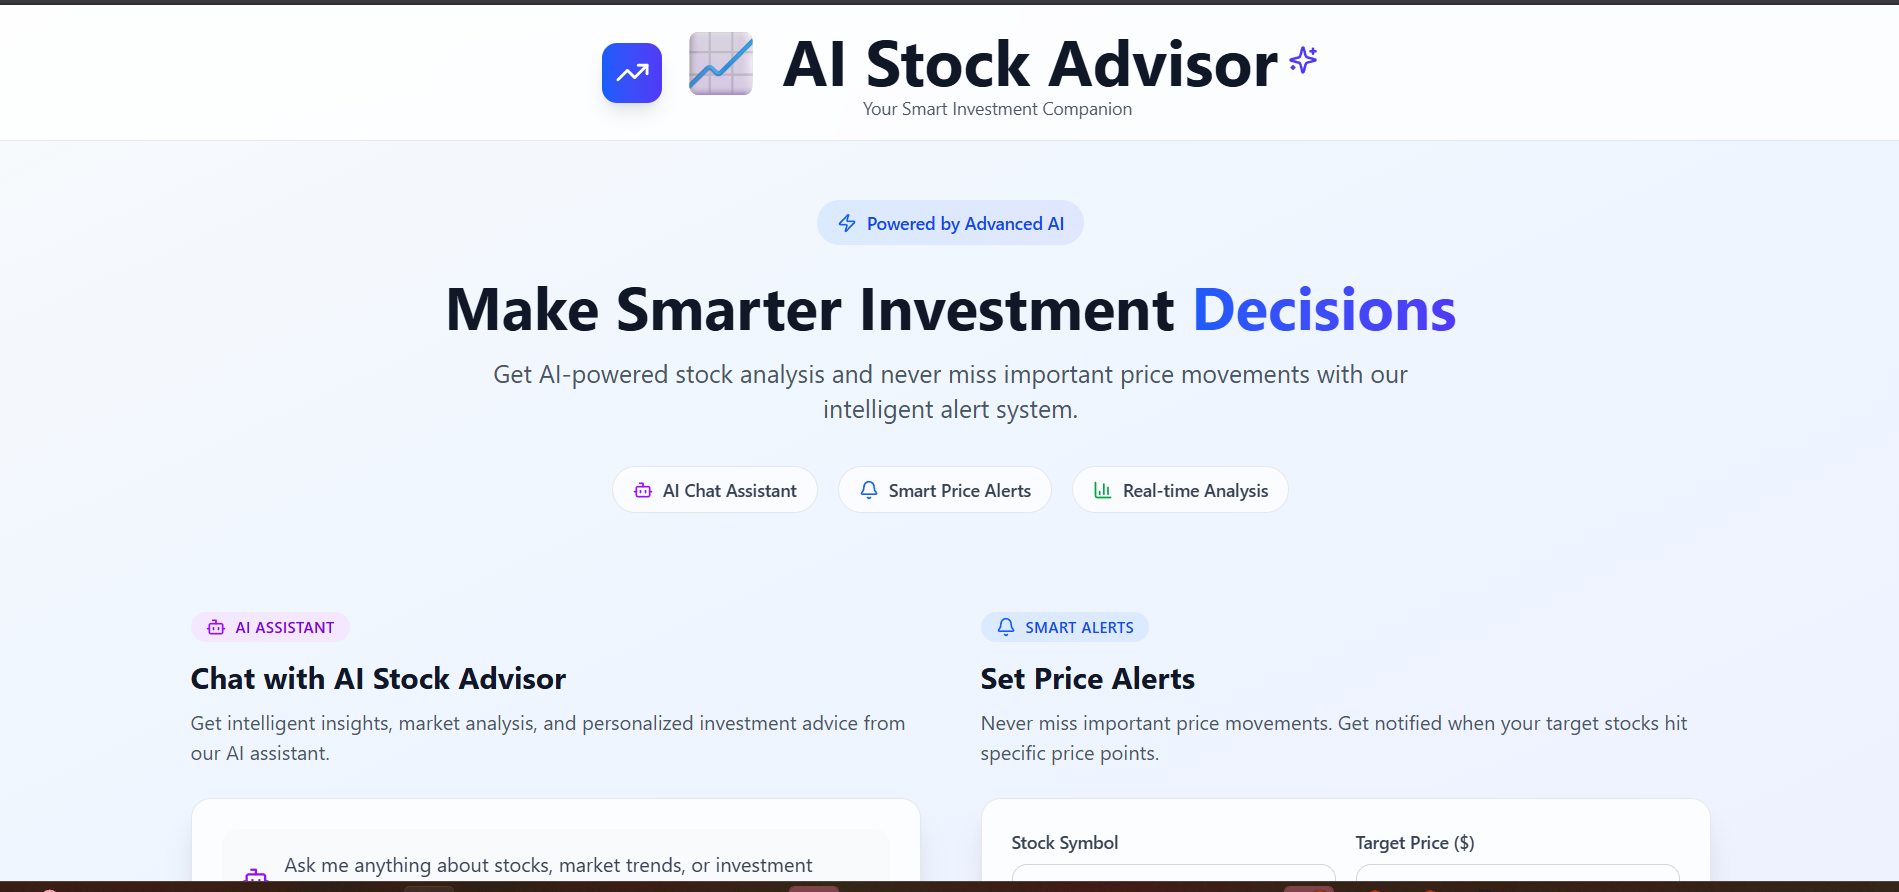 AI Stock Advisor
Your Smart Investment Companion
Powered by Advanced AI
Make Smarter Investment Decisions
Get AI-powered stock analysis and never miss important price movements with our
intelligent alert system.
AI Chat Assistant
Smart Price Alerts
Real-time Analysis
AI ASSISTANT
Chat with AI Stock Advisor
Get intelligent insights, market analysis, and personalized investment advice from
our AI assistant.
Ask me anything about stocks, market trends, or investment
SMART ALERTS
Set Price Alerts
Never miss important price movements. Get notified when your target stocks hit
specific price points.
Stock Symbol
Target Price ($)